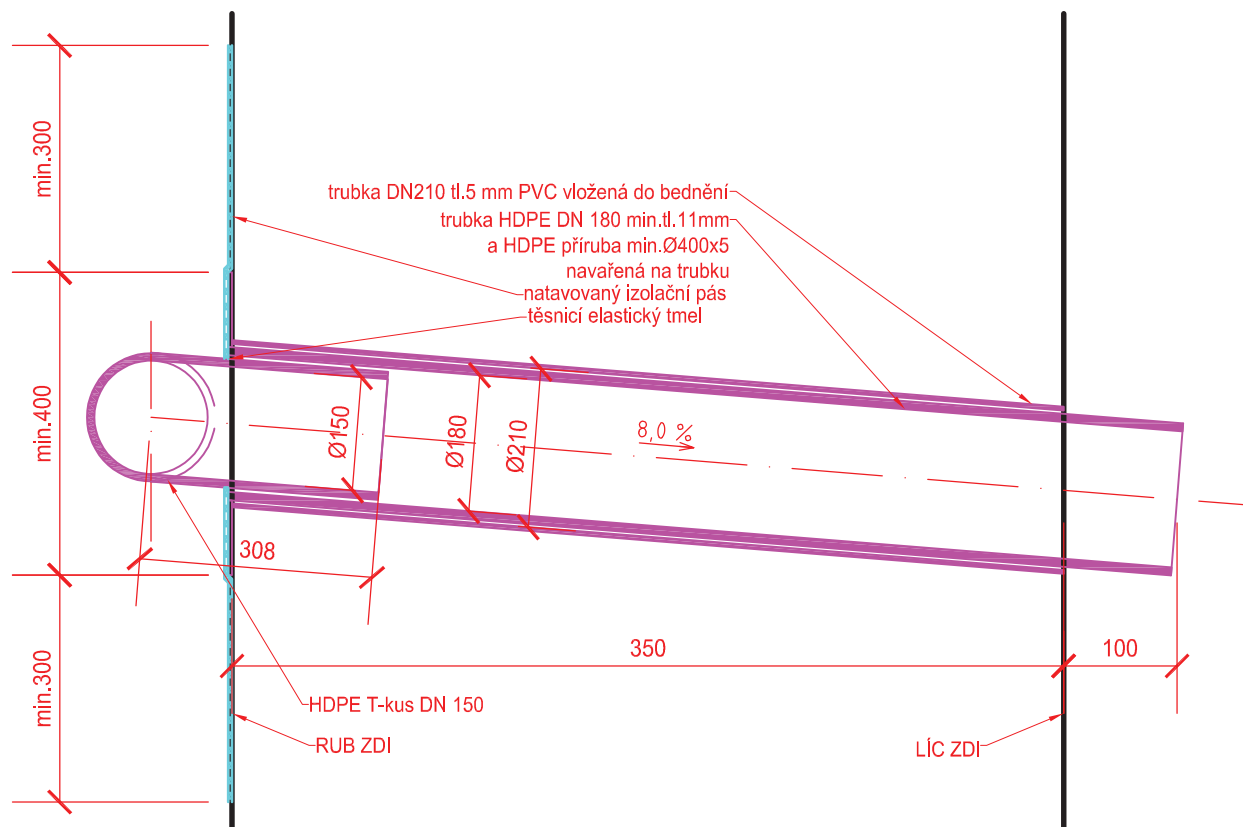 min.300
trubka DN210 tl.5 mm PVC vložená do bednění
trubka HDPE DN 180 min.tl.11mm
a HDPE příruba min.Ø400x5
navařená na trubku
natavovaný izolační pás
těsnicí elastický tmel
min.400
Ø150
Ø180
Ø210
8,0 %
308
350
100
min.300
HDPE T-kus DN 150
RUB ZDI
LÍC ZDI